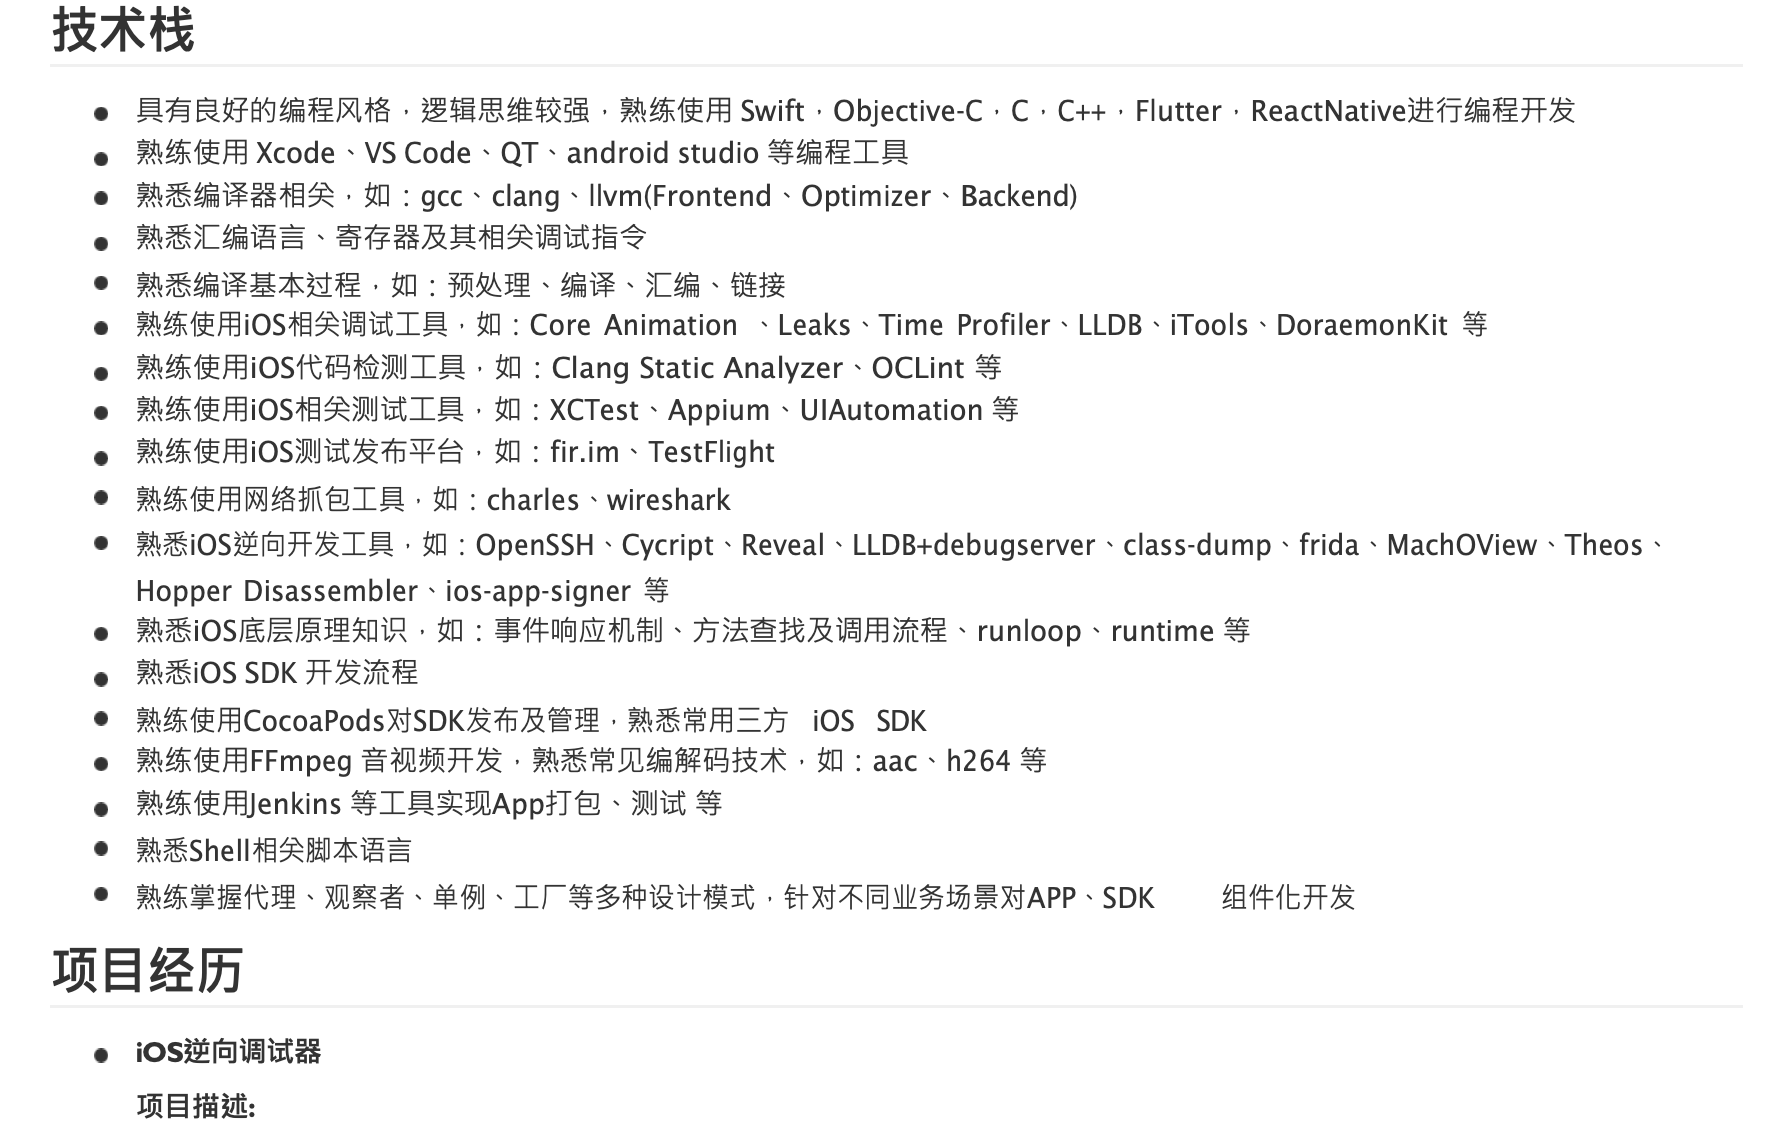 技术栈
具有良好的编程风格，逻辑思维较强，熟练使用 Swift，Objective-C，C，C++，Flutter，ReactNative进行编程开发
熟练使用 Xcode、VS Code、QT、android studio 等编程工具
熟悉编译器相关，如：gcc、clang、llvm(Frontend、Optimizer、Backend)
熟悉汇编语言、寄存器及其相关调试指令
熟悉编译基本过程，如：预处理、编译、汇编、链接
熟练使用iOS相关调试工具，如：Core Animation 、Leaks、Time Profiler、LLDB、iTools、DoraemonKit 等
熟练使用iOS代码检测工具，如：Clang Static Analyzer、OCLint 等
熟练使用iOS相关测试工具，如：XCTest、Appium、UIAutomation 等
熟练使用iOS测试发布平台，如：fir.im、TestFlight
熟练使用网络抓包工具，如：charles、wireshark
熟悉iOS逆向开发工具，如：OpenSSH、Cycript、Reveal、LLDB+debugserver、class-dump、frida、MachOView、Theos、
Hopper Disassembler、ios-app-signer 等
熟悉iOS底层原理知识，如：事件响应机制、方法查找及调用流程、runloop、runtime 等
熟悉iOS SDK 开发流程
熟练使用CocoaPods对SDK发布及管理，熟悉常用三方 iOS SDK
熟练使用FFmpeg 音视频开发，熟悉常见编解码技术，如：aac、h264 等
熟练使用Jenkins 等工具实现App打包、测试 等
熟悉Shell相关脚本语言
熟练掌握代理、观察者、单例、工厂等多种设计模式，针对不同业务场景对APP、SDK 组件化开发
项目经历
iOS逆向调试器
项目描述: